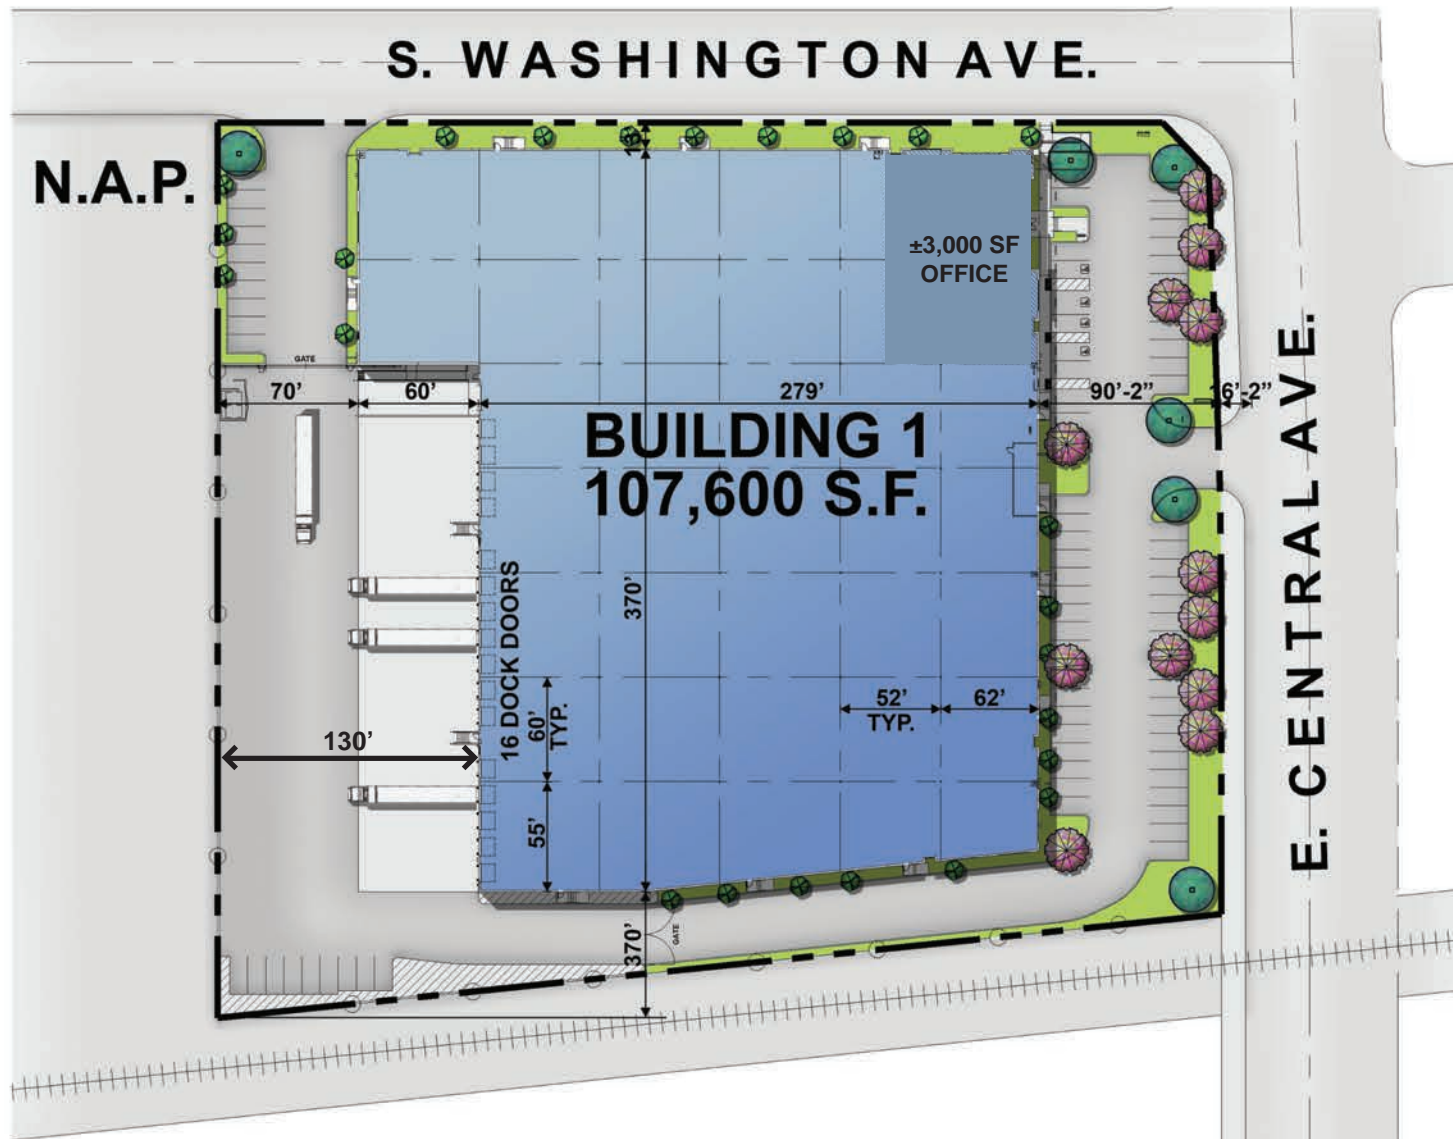 S. WASHINGTON AVE.
N.A.P.
13'
±3,000 SF
OFFICE
GATE
70'
60'
279'
90'-2"
16'-2"
BUILDING 1
107,600 S.F.
E. CENTRAL AVE.
16 DOCK DOORS
370'
60'
TYP.
52'
TYP.
62'
130'
55'
370'
GATE